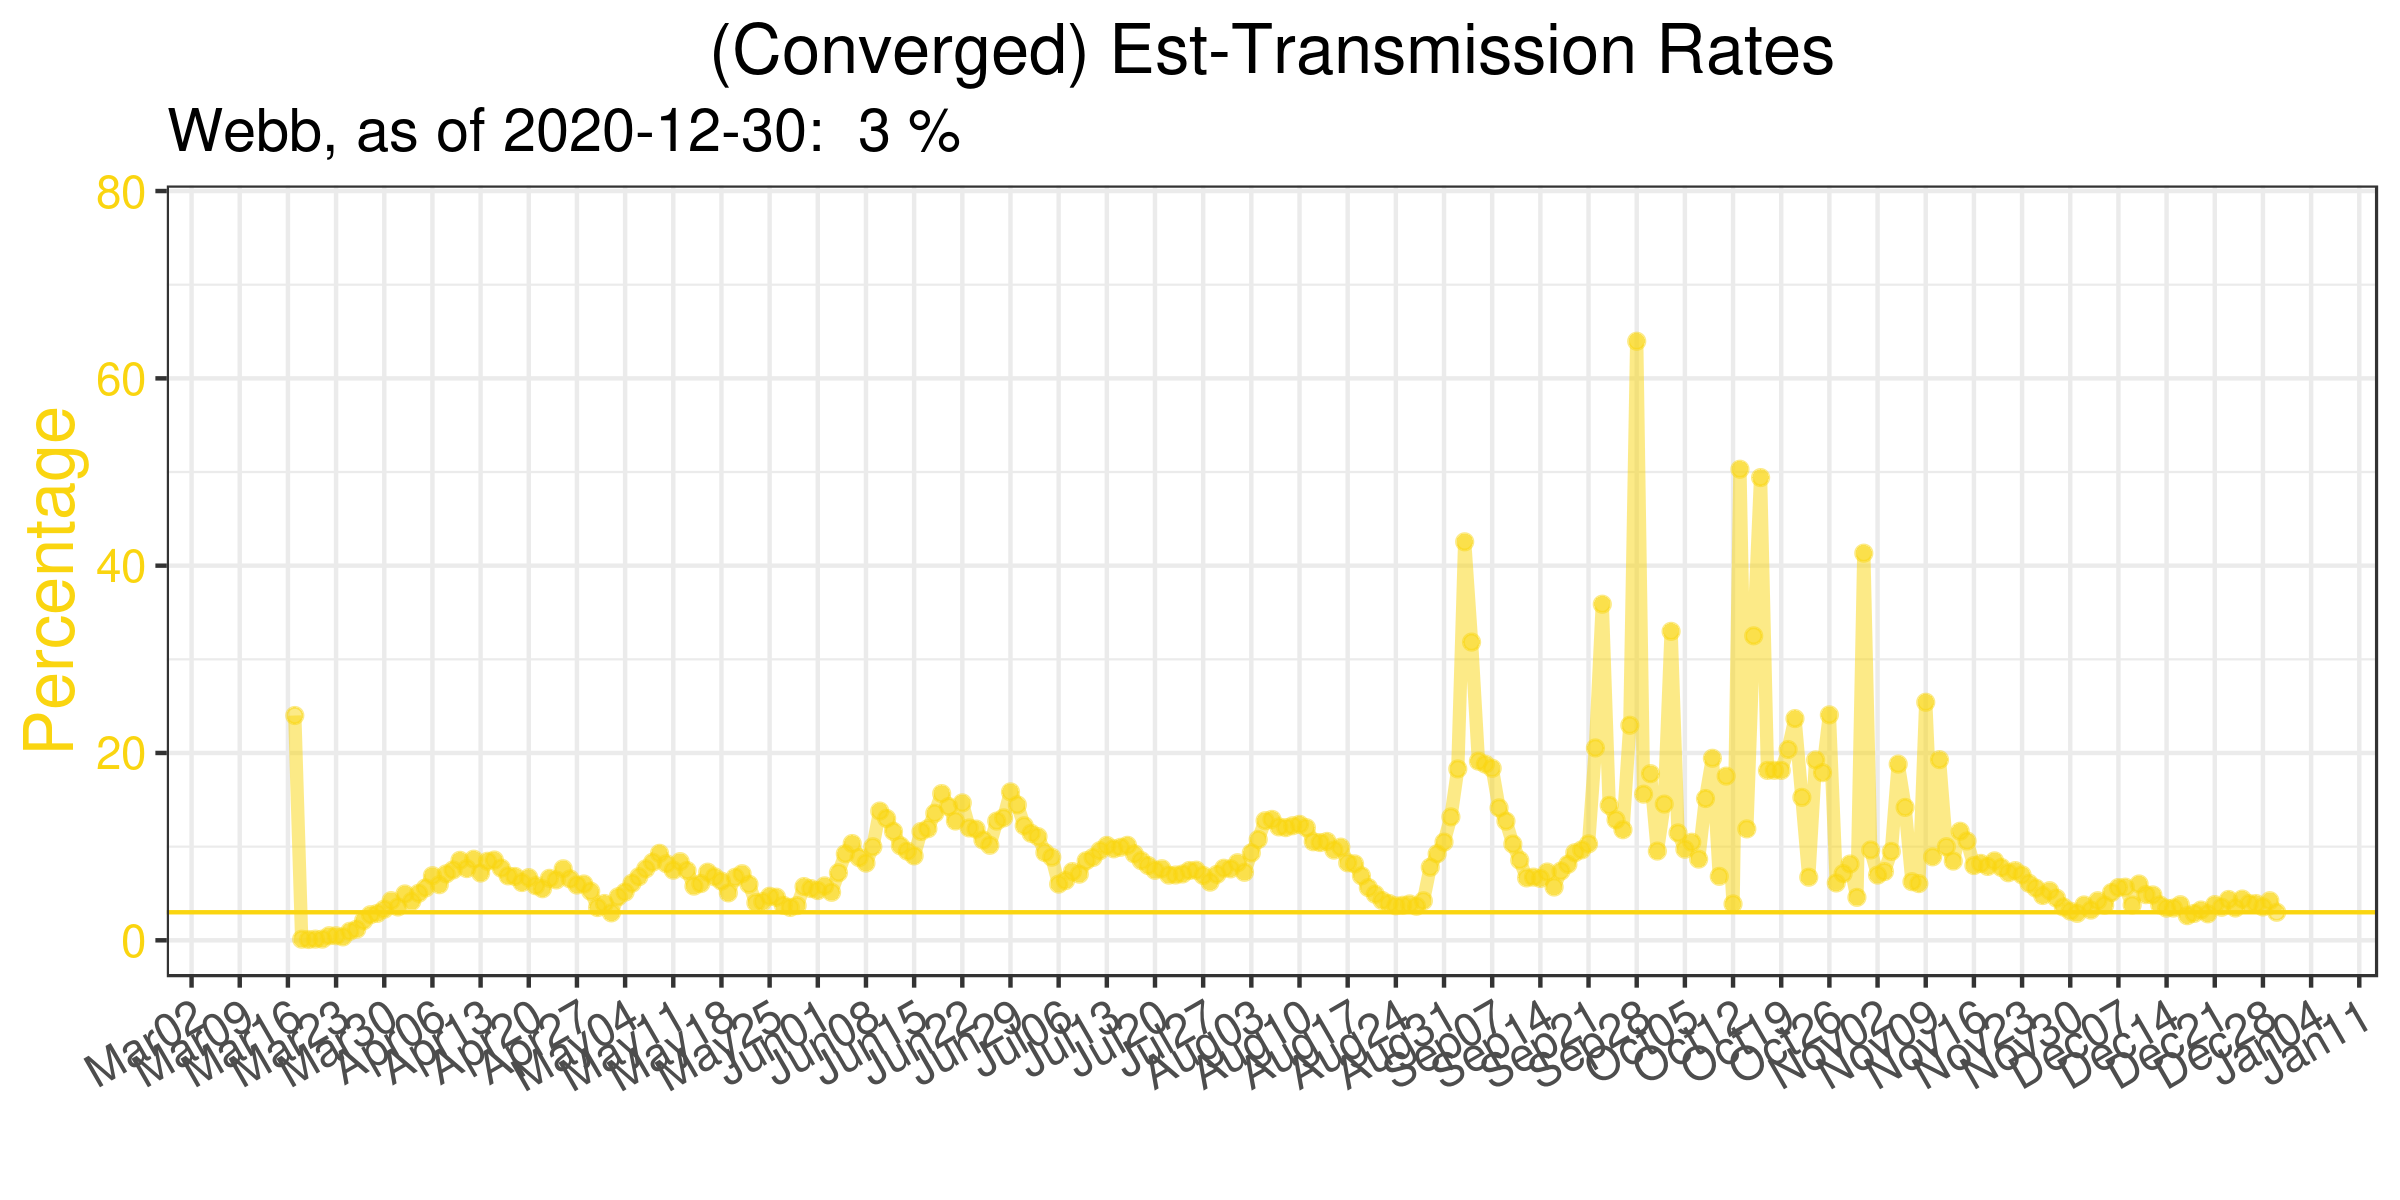 (Converged) Est-Transmission Rates
Webb, as of 2020-12-30:  3 %
Percentage
80
60
40
20
0
Mar02
Mar09
Mar16
Mar23
Mar30
Apr06
Apr13
Apr20
Apr27
May04
May11
May18
May25
Jun01
Jun08
Jun15
Jun22
Jun29
Jul06
Jul13
Jul20
Jul27
Aug03
Aug10
Aug17
Aug24
Aug31
Sep07
Sep14
Sep21
Sep28
Oct05
Oct12
Oct19
Oct26
Nov02
Nov09
Nov16
Nov23
Nov30
Dec07
Dec14
Dec21
Dec28
Jan04
Jan11